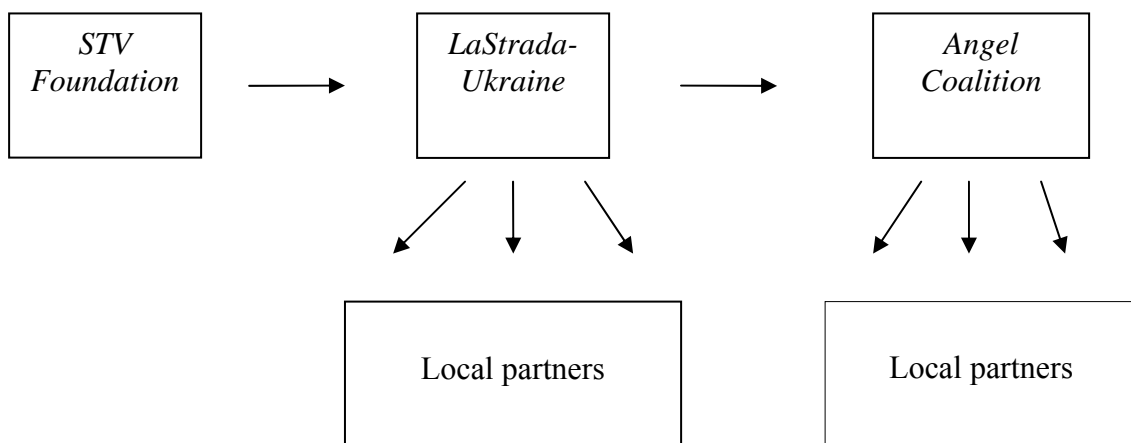 STV
Foundation
LaStrada-
Ukraine
Angel
Coalition
Local partners
Local partners